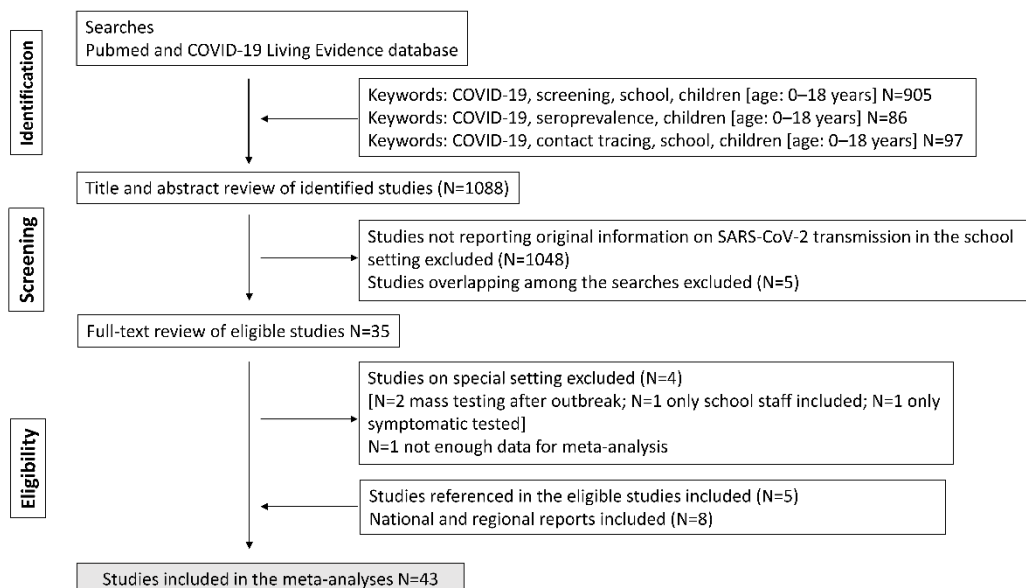 Identification
Searches
Pubmed and COVID-19 Living Evidence database
Keywords: COVID-19, screening, school, children [age: 0–18 years] N=905
Keywords: COVID-19, seroprevalence, children [age: 0–18 years] N=86
Keywords: COVID-19, contact tracing, school, children [age: 0–18 years] N=97
Title and abstract review of identified studies (N=1088)
Screening
Studies not reporting original information on SARS-CoV-2 transmission in the school
setting excluded (N=1048)
Studies overlapping among the searches excluded (N=5)
Full-text review of eligible studies N=35
Eligibility
Studies on special setting excluded (N=4)
[N=2 mass testing after outbreak; N=1 only school staff included; N=1 only
symptomatic tested]
N=1 not enough data for meta-analysis
Studies referenced in the eligible studies included (N=5)
National and regional reports included (N=8)
Studies included in the meta-analyses N=43